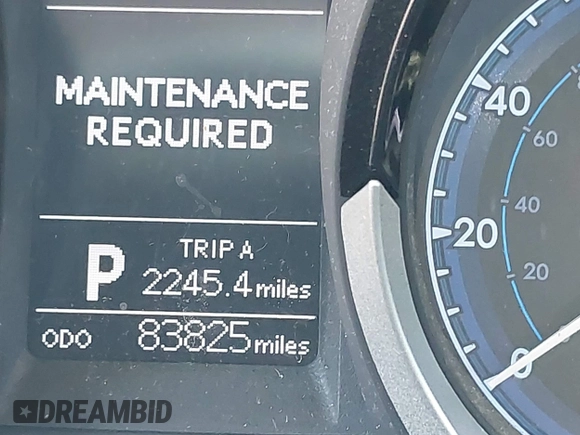 MAINTENANCE
REQUIRED
P
TRIP A
2245.4 miles
ODO 83825 miles
40
60
40
20
20
0
DREAMBID